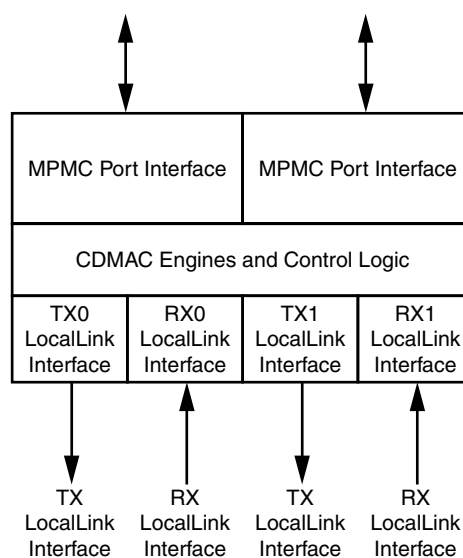 MPMC Port Interface
MPMC Port Interface
CDMAC Engines and Control Logic
TX0
LocalLink
Interface
RX0
LocalLink
Interface
TX1
LocalLink
Interface
RX1
LocalLink
Interface
TX
LocalLink
Interface
RX
LocalLink
Interface
TX
LocalLink
Interface
RX
LocalLink
Interface